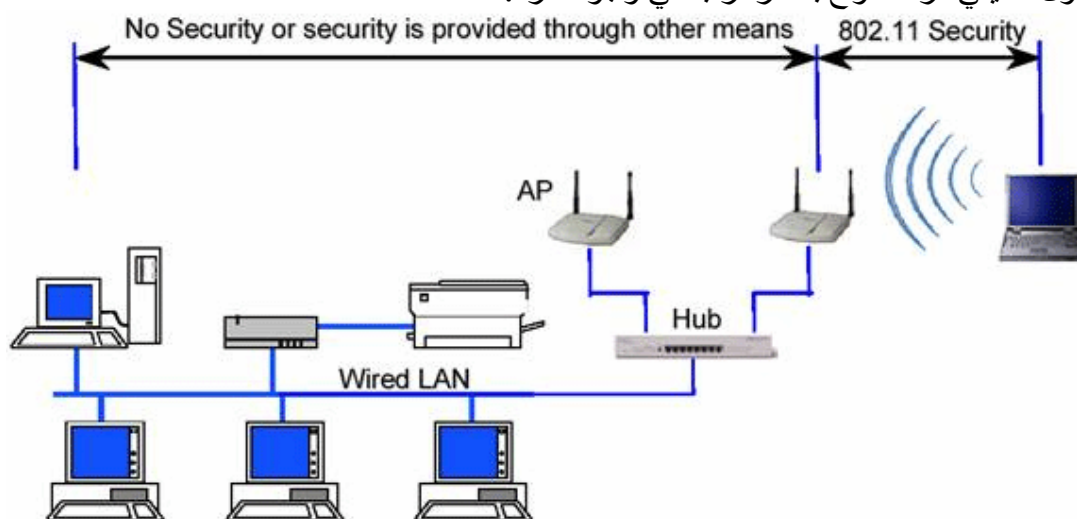 No Security or security is provided through other means
802.11 Security
AP
Hub
Wired LAN